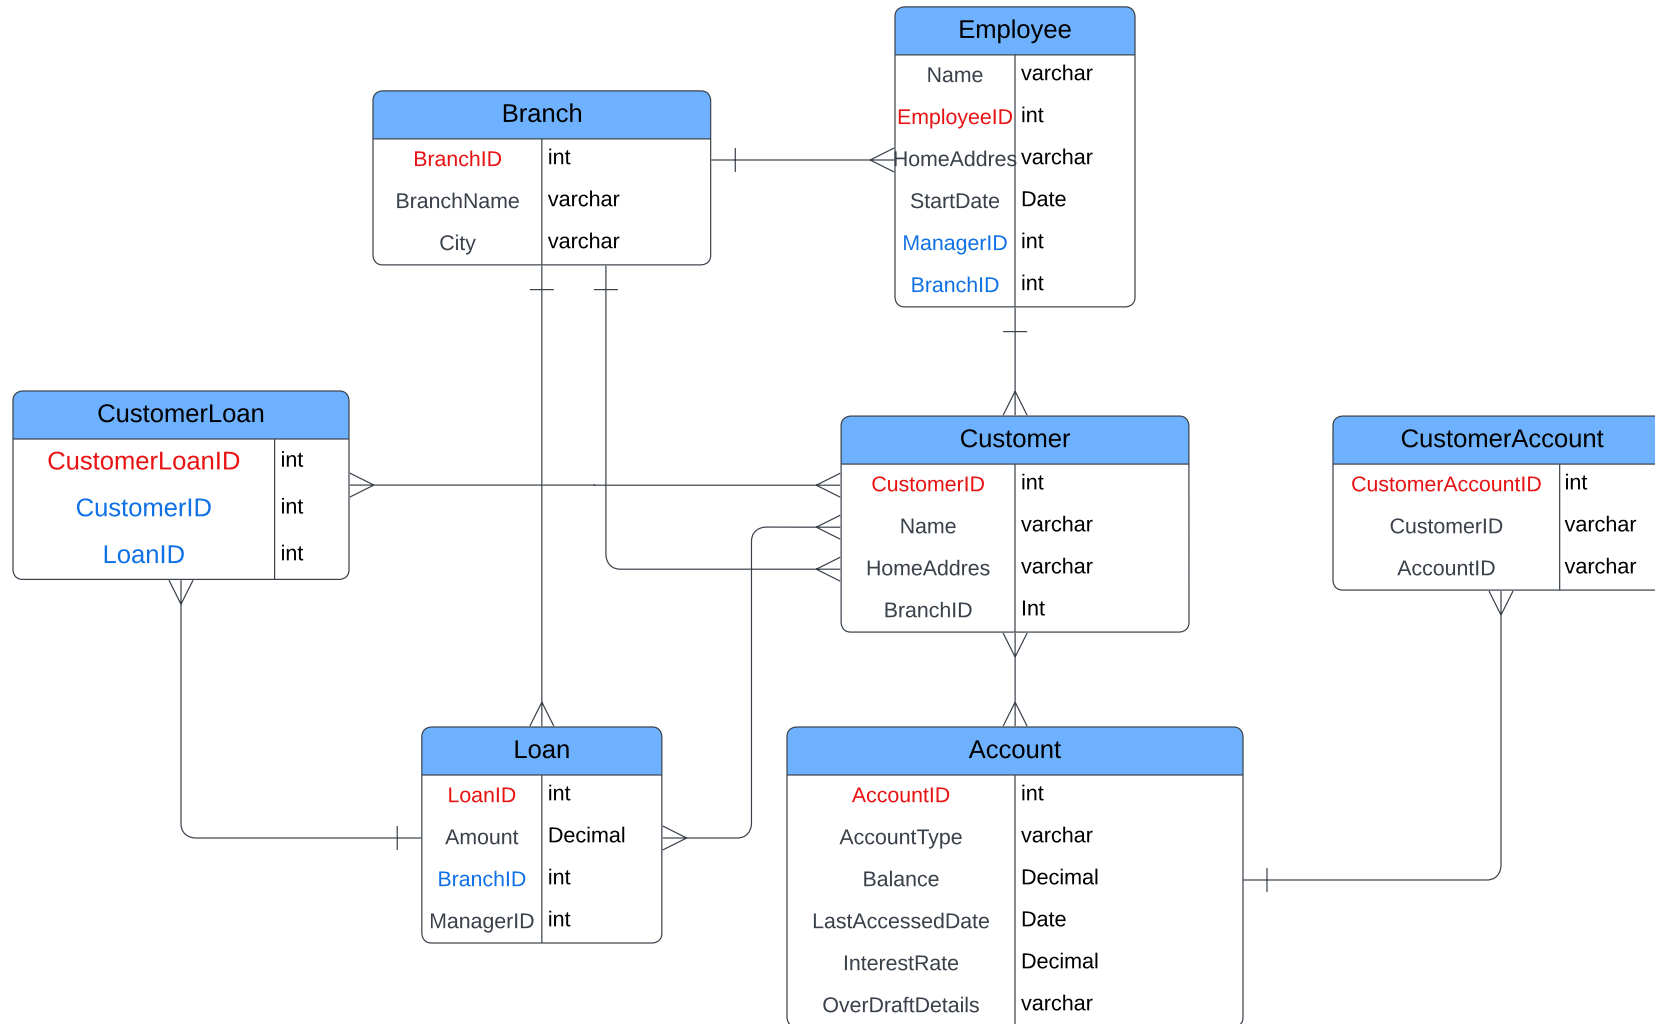 Employee
Name varchar
EmployeeID int
HomeAddres varchar
StartDate Date
ManagerID int
BranchID int
Branch
BranchID int
BranchName varchar
City varchar
CustomerLoan
CustomerLoanID int
CustomerID int
LoanID int
Customer
CustomerID int
Name varchar
HomeAddres varchar
BranchID Int
CustomerAccount
CustomerAccountID int
CustomerID varchar
AccountID varchar
Loan
LoanID int
Amount Decimal
BranchID int
ManagerID int
Account
AccountID int
AccountType varchar
Balance Decimal
LastAccessedDate Date
InterestRate Decimal
OverDraftDetails varchar